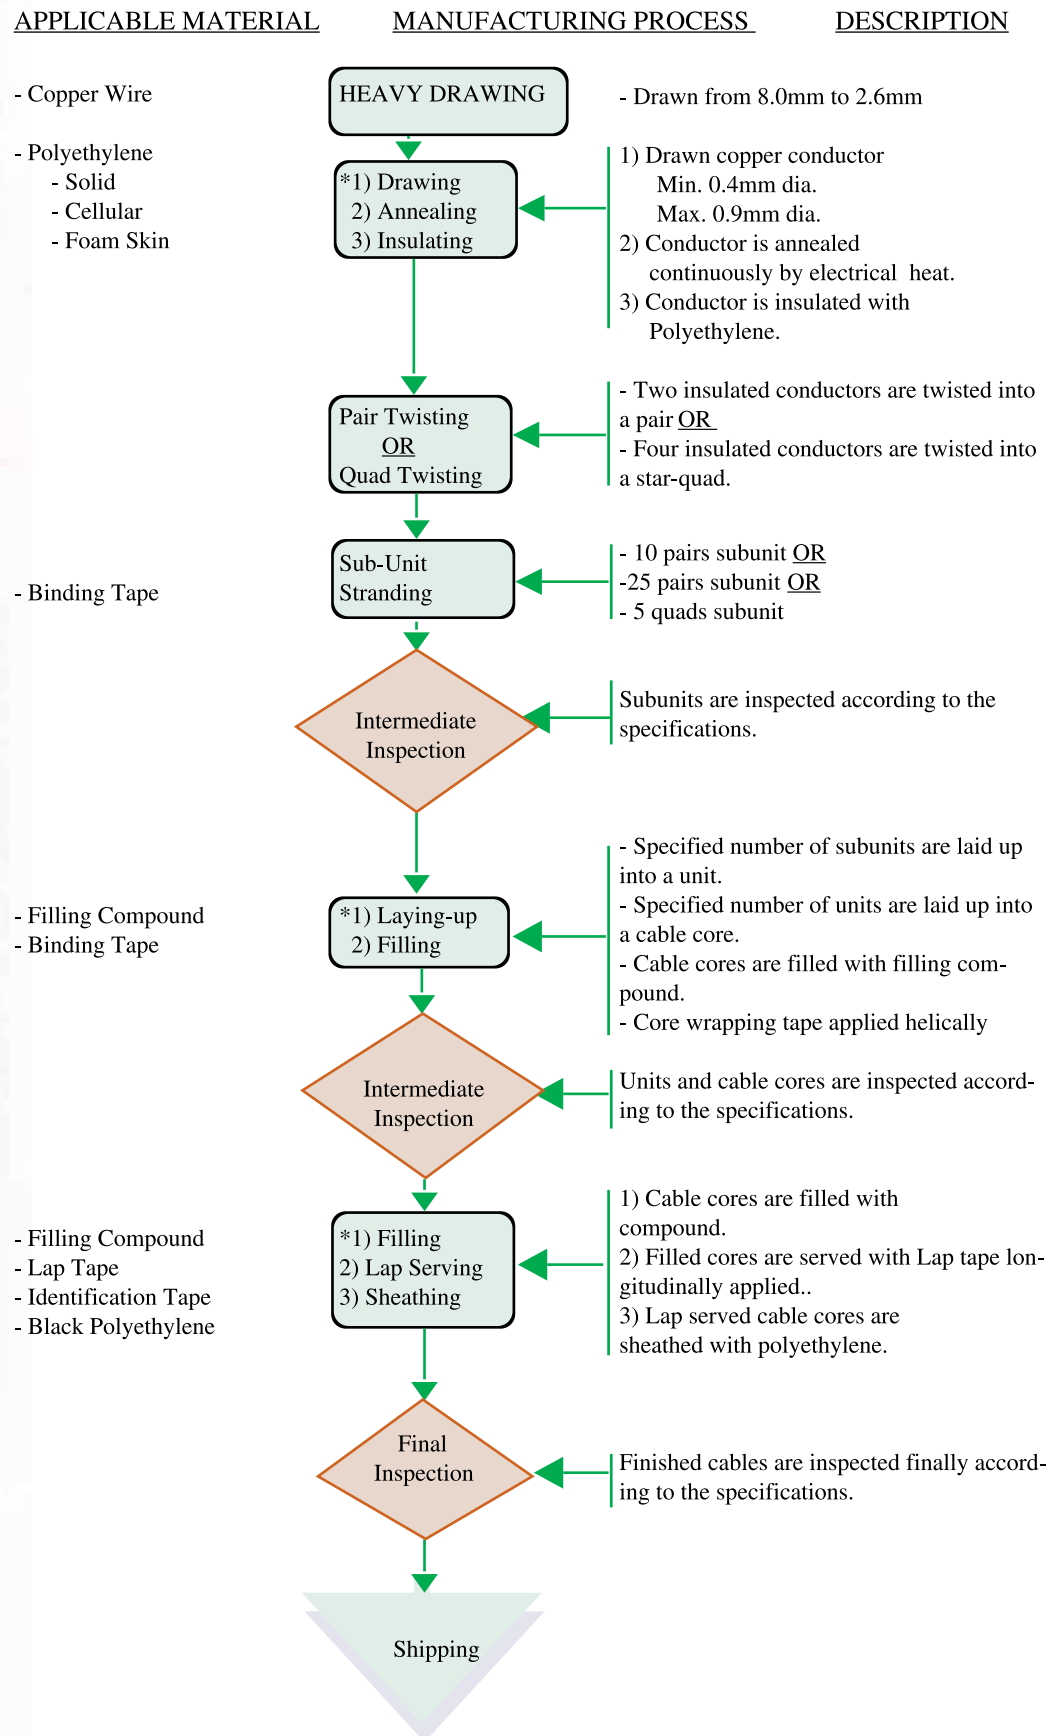 APPLICABLE MATERIAL
MANUFACTURING PROCESS
DESCRIPTION
- Copper Wire
HEAVY DRAWING
- Drawn from 8.0mm to 2.6mm
- Polyethylene
- Solid
- Cellular
- Foam Skin
*1) Drawing
2) Annealing
3) Insulating
1) Drawn copper conductor
Min. 0.4mm dia.
Max. 0.9mm dia.
2) Conductor is annealed
continuously by electrical heat.
3) Conductor is insulated with
Polyethylene.
Pair Twisting
OR
Quad Twisting
- Two insulated conductors are twisted into
a pair OR
- Four insulated conductors are twisted into
a star-quad.
- Binding Tape
Sub-Unit
Stranding
- 10 pairs subunit OR
-25 pairs subunit OR
- 5 quads subunit
Intermediate
Inspection
Subunits are inspected according to the
specifications.
- Filling Compound
- Binding Tape
*1) Laying-up
2) Filling
- Specified number of subunits are laid up
into a unit.
- Specified number of units are laid up into
a cable core.
- Cable cores are filled with filling com-
pound.
- Core wrapping tape applied helically
Intermediate
Inspection
Units and cable cores are inspected accord-
ing to the specifications.
- Filling Compound
- Lap Tape
- Identification Tape
- Black Polyethylene
*1) Filling
2) Lap Serving
3) Sheathing
1) Cable cores are filled with
compound.
2) Filled cores are served with Lap tape lon-
gitudinally applied..
3) Lap served cable cores are
sheathed with polyethylene.
Final
Inspection
Finished cables are inspected finally accord-
ing to the specifications.
Shipping